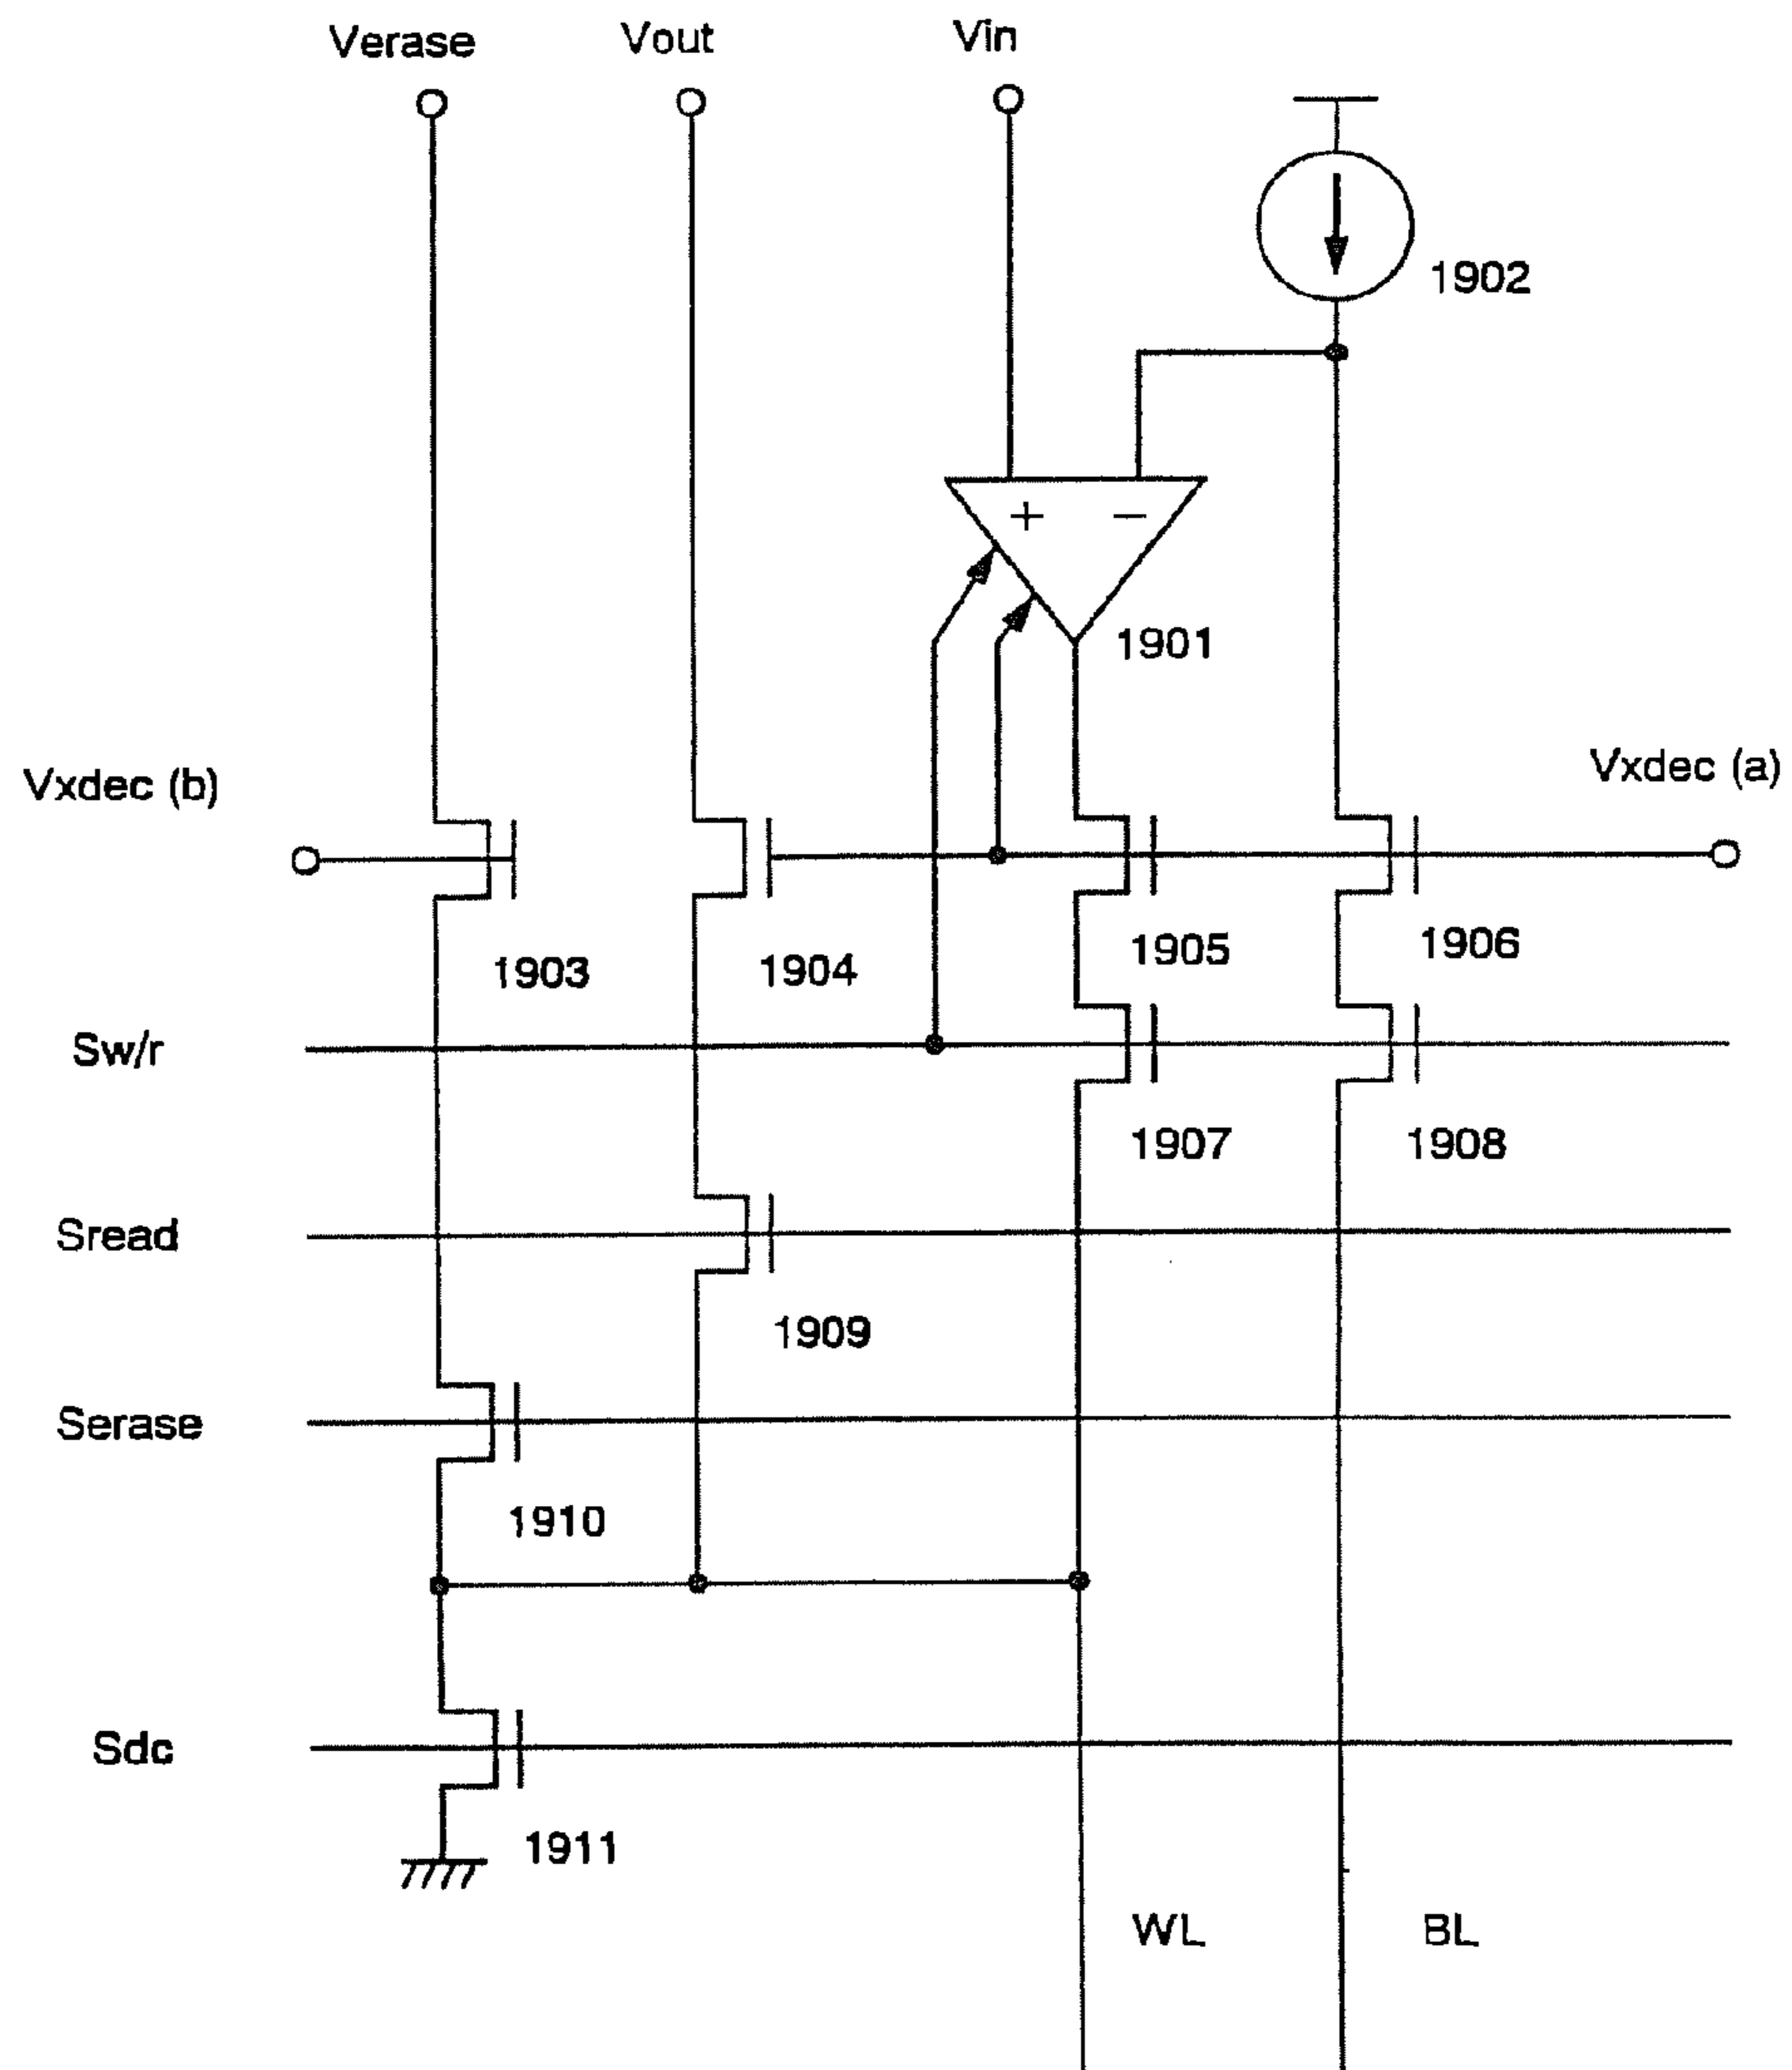 Verase Vout Vin
1902
+ −
1901
Vxdec (b) Vxdec (a)
1903 1904 1905 1906
Sw/r
1907 1908
Sread
1909
Serase
1910
Sdc
1911
WL BL